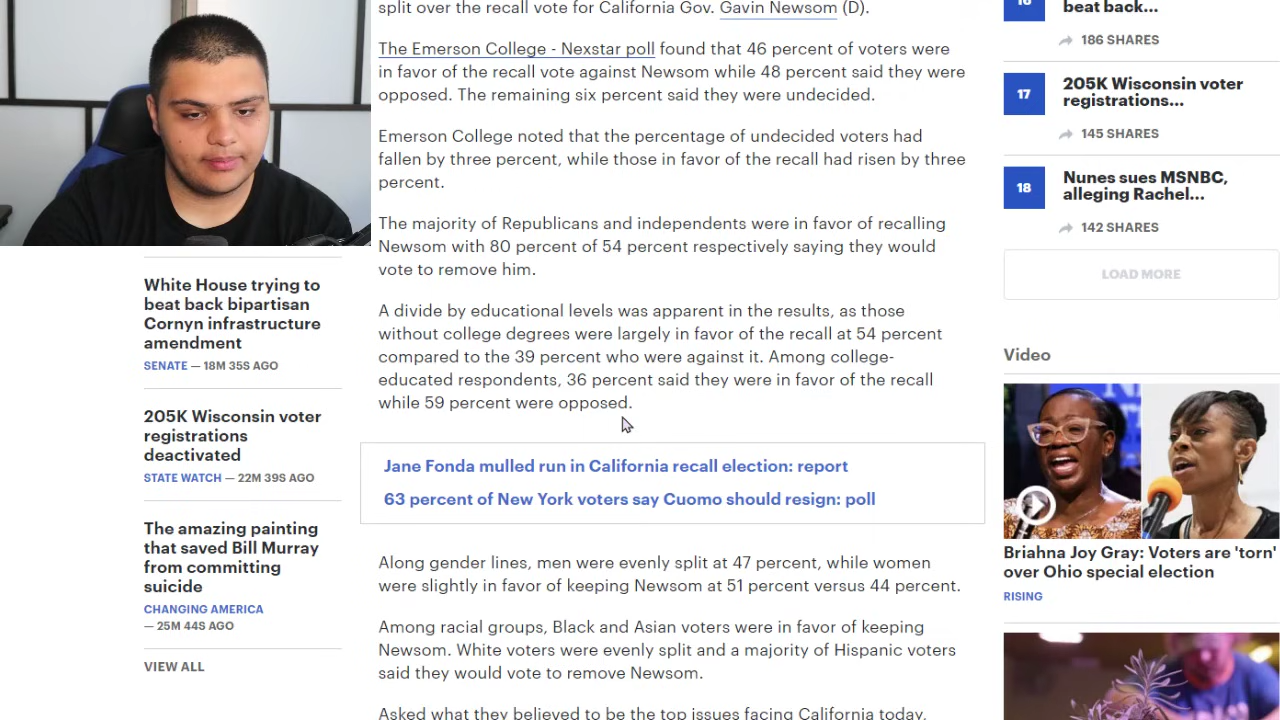 split over the recall vote for California Gov. Gavin Newsom (D).
The Emerson College - Nexstar poll found that 46 percent of voters were
in favor of the recall vote against Newsom while 48 percent said they were
opposed. The remaining six percent said they were undecided.
Emerson College noted that the percentage of undecided voters had
fallen by three percent, while those in favor of the recall had risen by three
percent.
The majority of Republicans and independents were in favor of recalling
Newsom with 80 percent of 54 percent respectively saying they would
vote to remove him.
A divide by educational levels was apparent in the results, as those
without college degrees were largely in favor of the recall at 54 percent
compared to the 39 percent who were against it. Among college-
educated respondents, 36 percent said they were in favor of the recall
while 59 percent were opposed.
Jane Fonda mulled run in California recall election: report
63 percent of New York voters say Cuomo should resign: poll
Along gender lines, men were evenly split at 47 percent, while women
were slightly in favor of keeping Newsom at 51 percent versus 44 percent.
Among racial groups, Black and Asian voters were in favor of keeping
Newsom. White voters were evenly split and a majority of Hispanic voters
said they would vote to remove Newsom.
Asked what they believed to be the top issues facing California today,
White House trying to
beat back bipartisan
Cornyn infrastructure
amendment
SENATE — 18M 35S AGO
205K Wisconsin voter
registrations
deactivated
STATE WATCH — 22M 39S AGO
The amazing painting
that saved Bill Murray
from committing
suicide
CHANGING AMERICA
— 25M 44S AGO
VIEW ALL
beat back...
186 SHARES
17
205K Wisconsin voter
registrations...
145 SHARES
18
Nunes sues MSNBC,
alleging Rachel...
142 SHARES
LOAD MORE
Video
Briahna Joy Gray: Voters are 'torn'
over Ohio special election
RISING